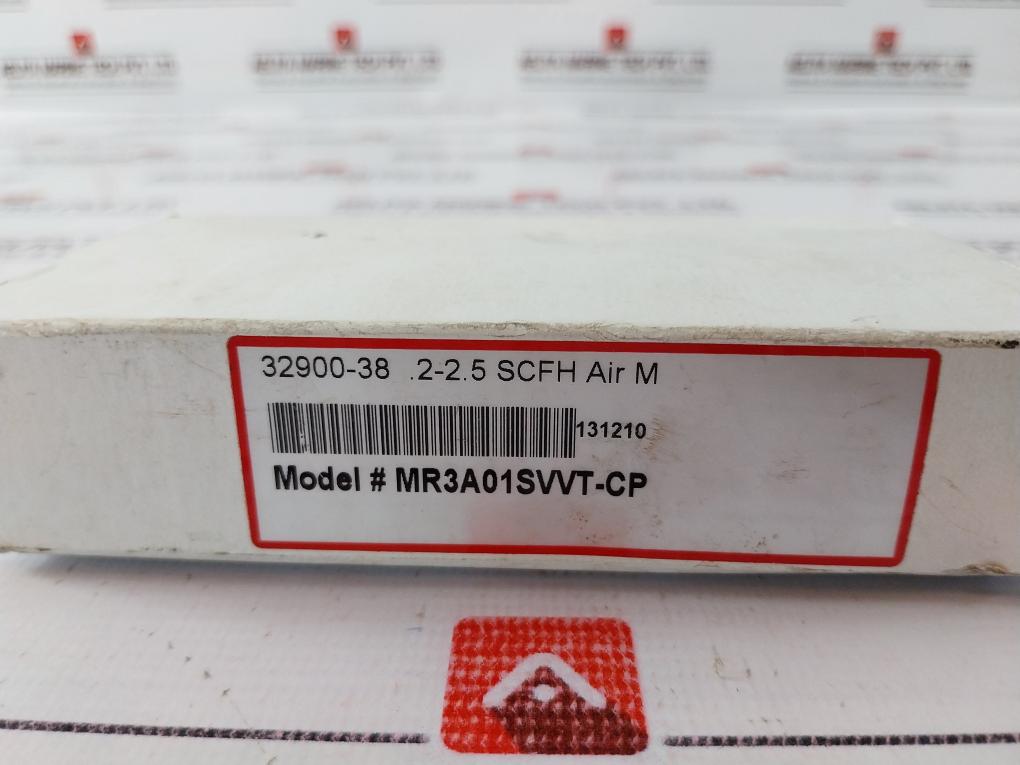 32900-38 .2-2.5 SCFH Air M
131210
Model # MR3A01SVVT-CP